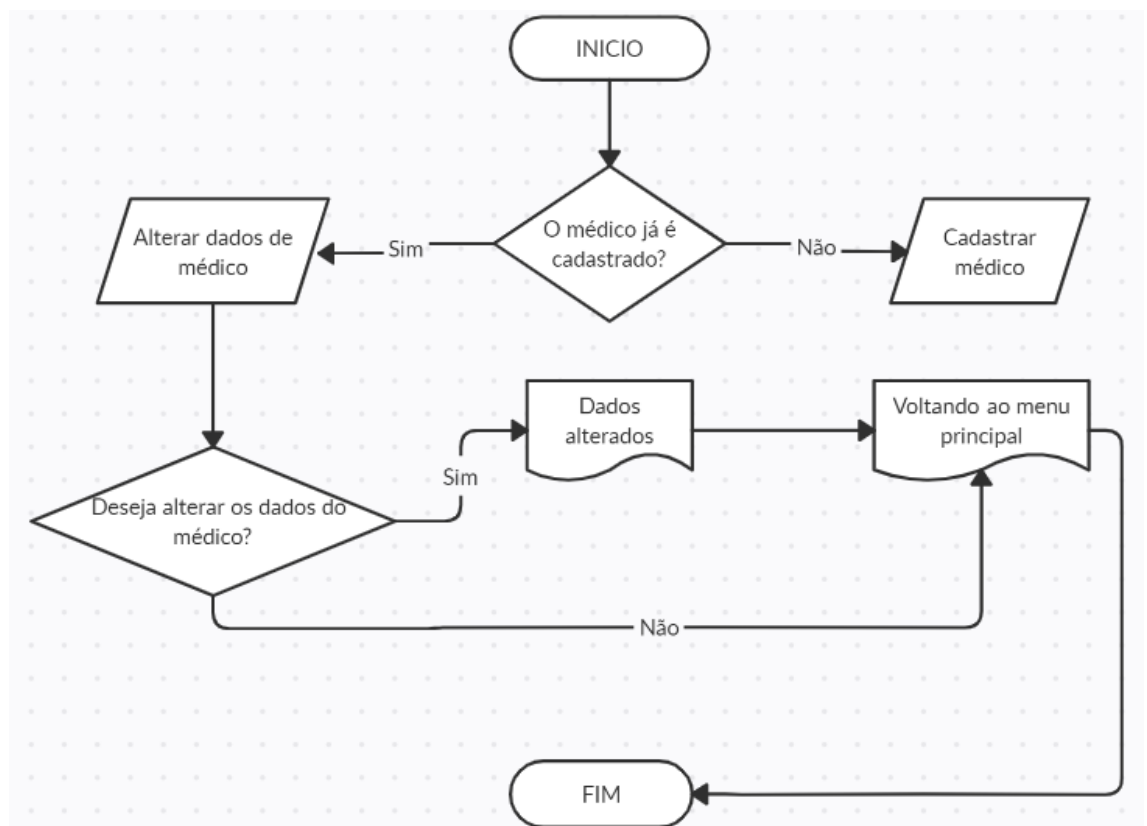 INICIO
O médico já é
cadastrado?
Sim
Não
Alterar dados de
médico
Cadastrar
médico
Dados
alterados
Voltando ao menu
principal
Sim
Deseja alterar os dados do
médico?
Não
FIM